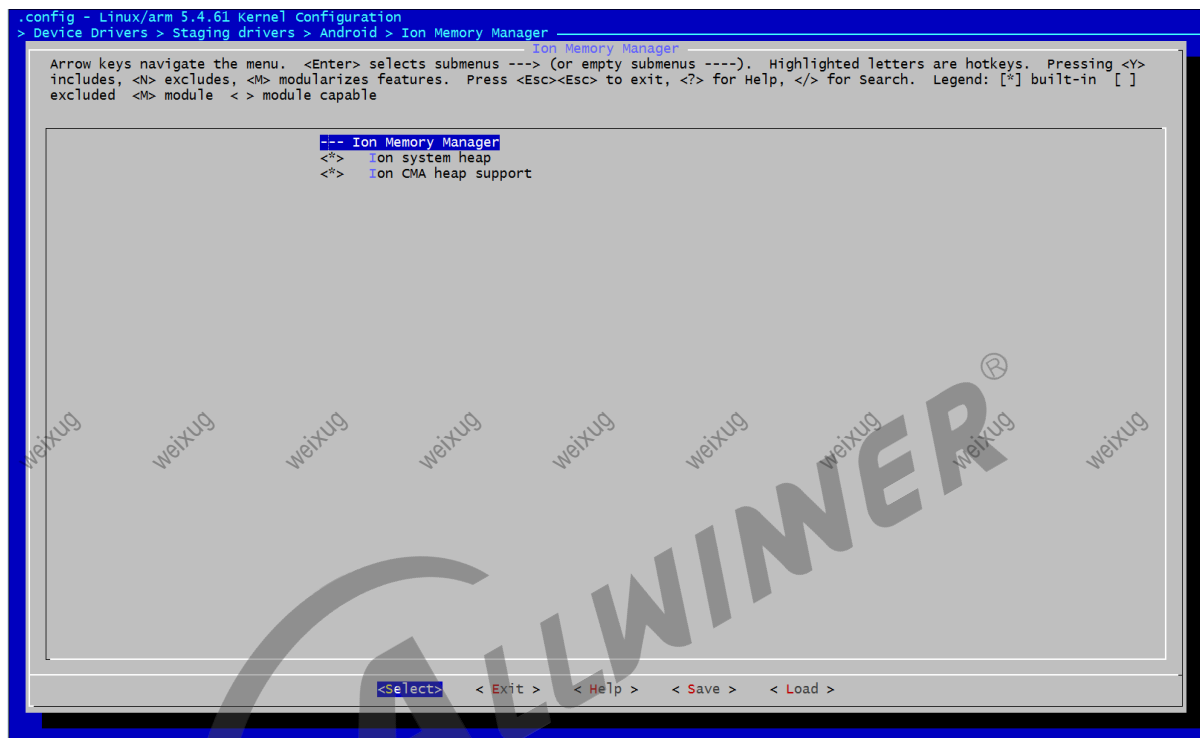 .config - Linux/arm 5.4.61 Kernel Configuration
> Device Drivers > Staging drivers > Android > Ion Memory Manager
Ion Memory Manager
Arrow keys navigate the menu.  <Enter> selects submenus ---> (or empty submenus ----).  Highlighted letters are hotkeys.  Pressing <Y>
includes, <N> excludes, <M> modularizes features.  Press <Esc><Esc> to exit, <?> for Help, </> for Search.  Legend: [*] built-in  [ ]
excluded  <M> module  < > module capable
--- Ion Memory Manager
<*>   Ion system heap
<*>   Ion CMA heap support
weixug weixug weixug weixug weixug weixug weixug weixug weixug
ALLWINNER®
<Select>    < Exit >    < Help >    < Save >    < Load >